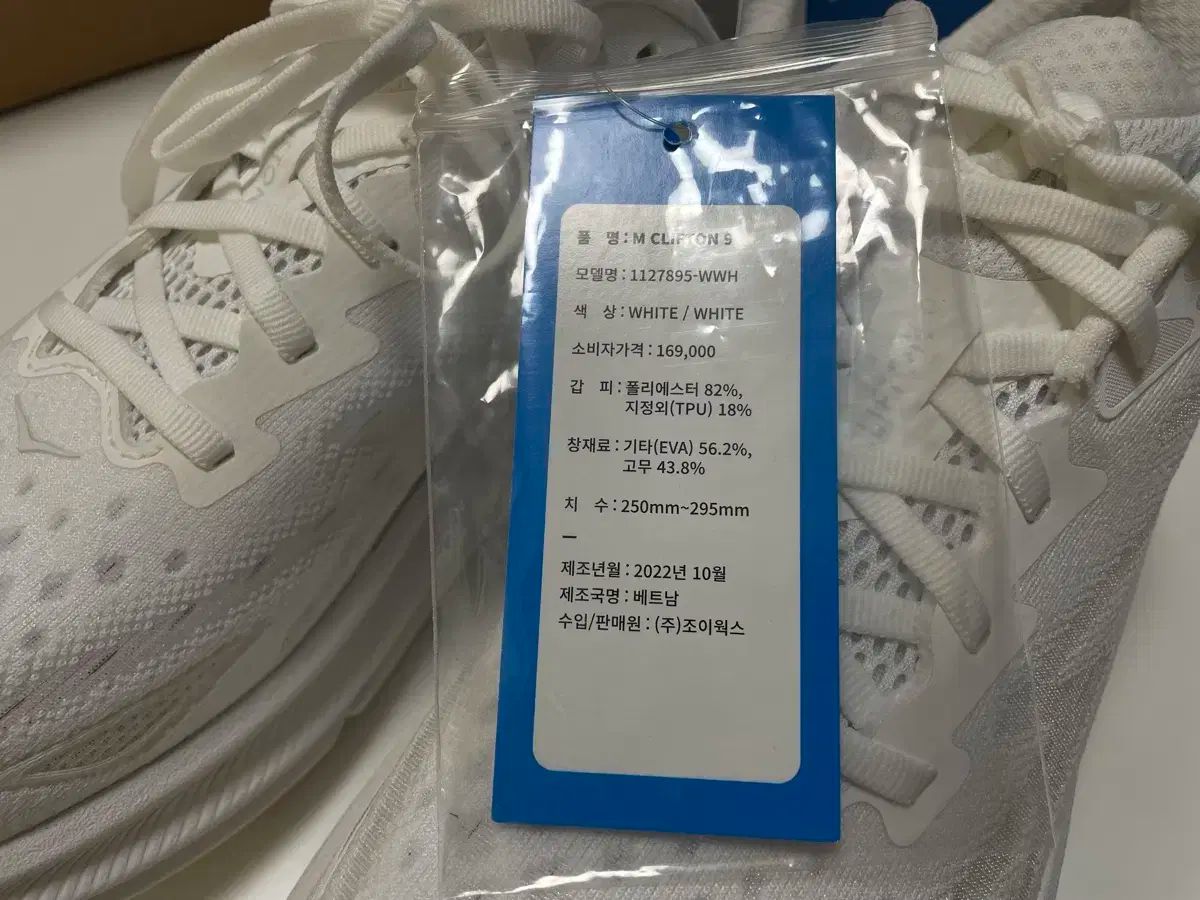 품 명 : M CLIFTON 9
모델명 : 1127895-WWH
색 상 : WHITE / WHITE
소비자가격 : 169,000
갑 피 : 폴리에스터 82%,
지정외(TPU) 18%
창재료 : 기타(EVA) 56.2%,
고무 43.8%
치 수 : 250mm~295mm
—
제조년월 : 2022년 10월
제조국명 : 베트남
수입/판매원 : (주)조이웍스